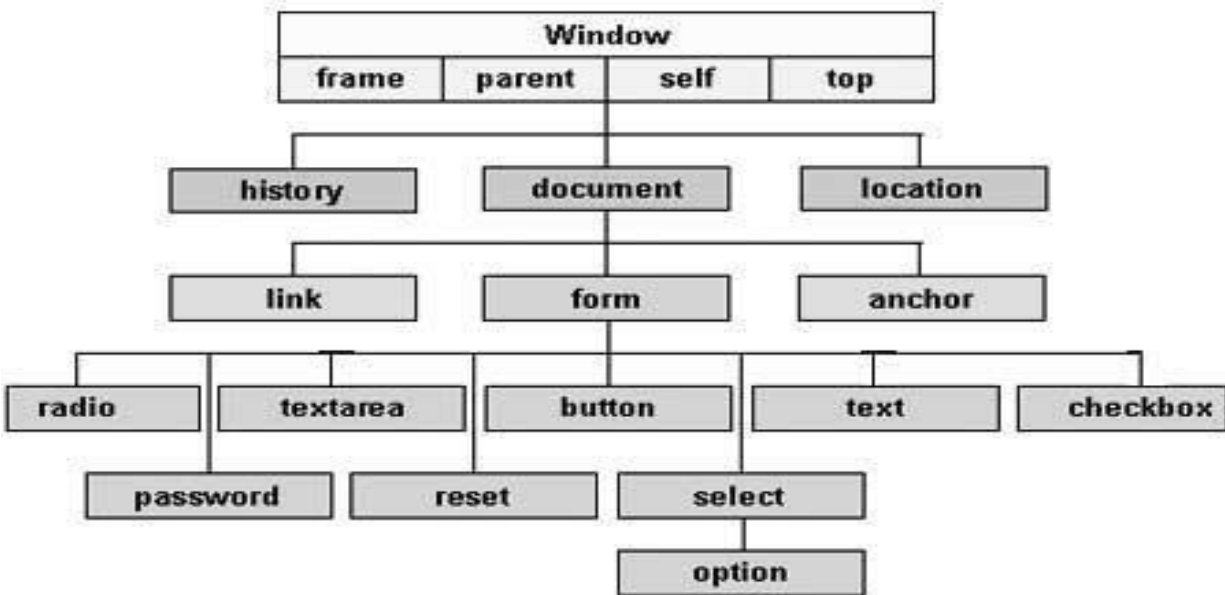 Window
frame parent self top
history document location
link form anchor
radio textarea button text checkbox
password reset select
option